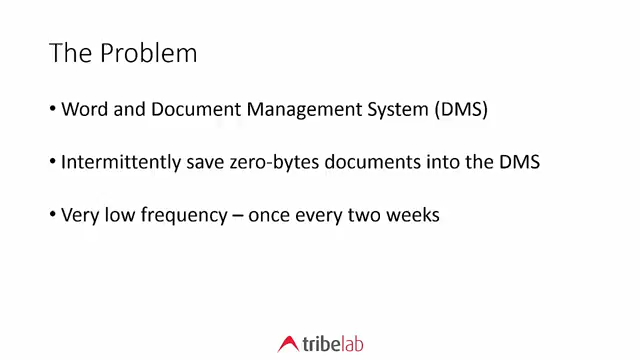 The Problem
• Word and Document Management System (DMS)
• Intermittently save zero-bytes documents into the DMS
• Very low frequency – once every two weeks
tribelab